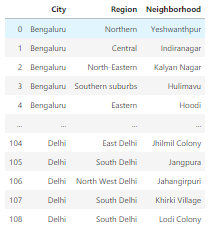 City Region Neighborhood
0 Bengaluru Northern Yeshwanthpur
1 Bengaluru Central Indiranagar
2 Bengaluru North-Eastern Kalyan Nagar
3 Bengaluru Southern suburbs Hulimavu
4 Bengaluru Eastern Hoodi
... ... ... ...
104 Delhi East Delhi Jhilmil Colony
105 Delhi South Delhi Jangpura
106 Delhi North West Delhi Jahangirpuri
107 Delhi South Delhi Khirki Village
108 Delhi South Delhi Lodi Colony